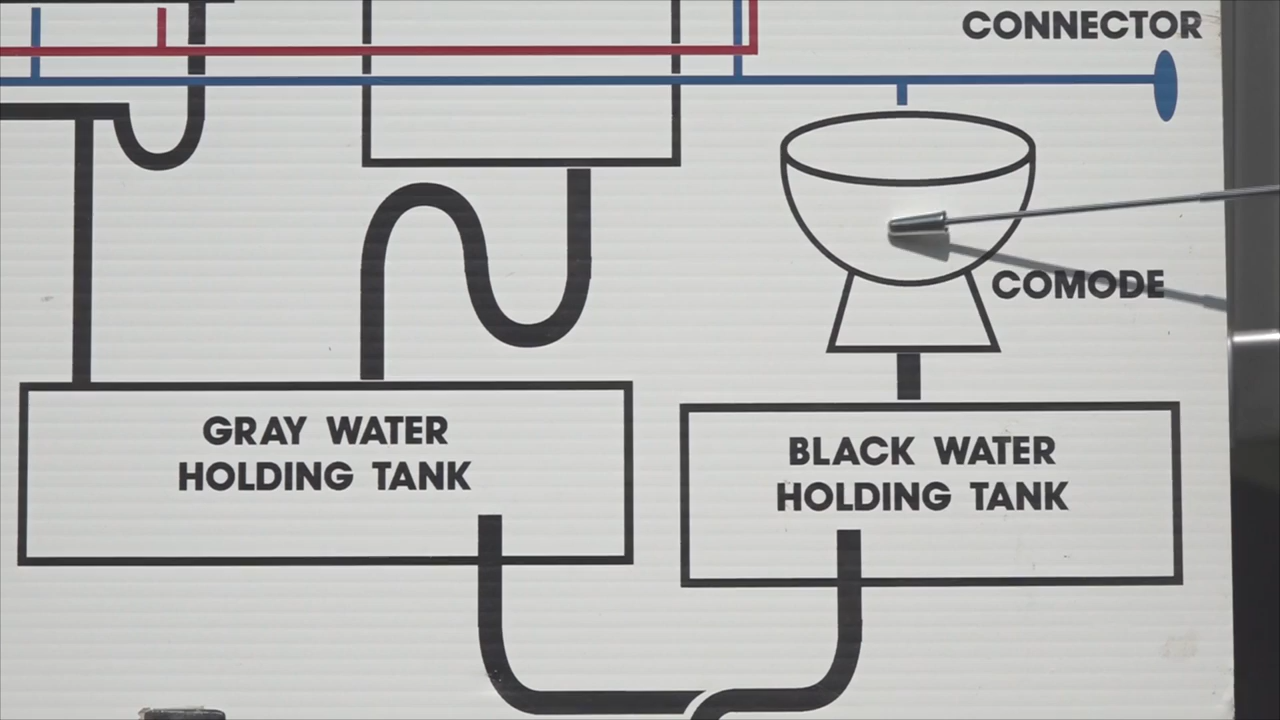 CONNECTOR
COMODE
GRAY WATER
HOLDING TANK
BLACK WATER
HOLDING TANK